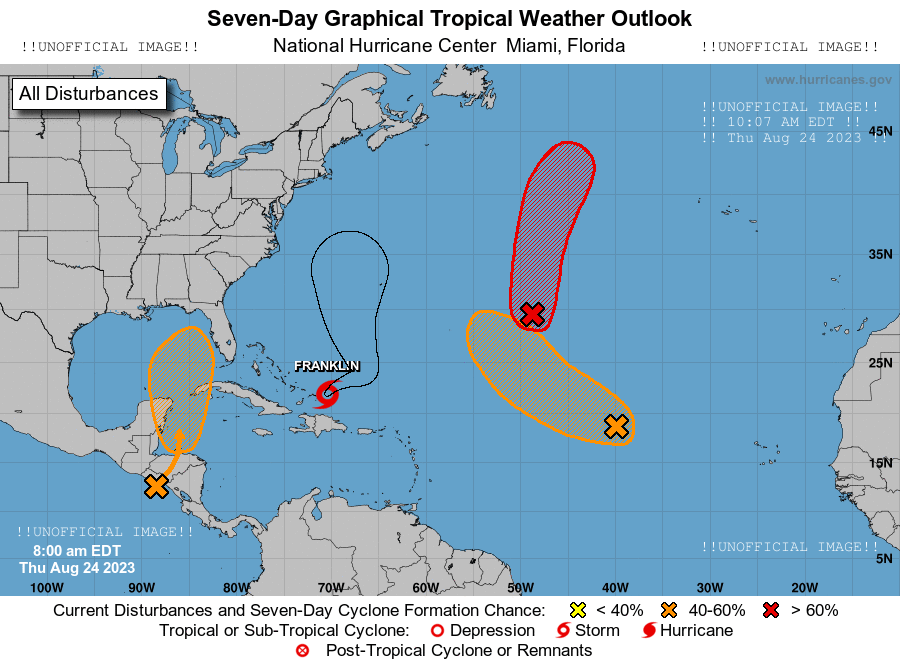 Seven-Day Graphical Tropical Weather Outlook
!!UNOFFICIAL IMAGE!! National Hurricane Center Miami, Florida !!UNOFFICIAL IMAGE!!
All Disturbances
www.hurricanes.gov
!!UNOFFICIAL IMAGE!!
!! 10:07 AM EDT !!
!! Thu Aug 24 2023 !!
45N
35N
25N
FRANKLIN
15N
!!UNOFFICIAL IMAGE!!
8:00 am EDT
Thu Aug 24 2023
!!UNOFFICIAL IMAGE!!
5N
100W 90W 80W 70W 60W 50W 40W 30W 20W
Current Disturbances and Seven-Day Cyclone Formation Chance: < 40% 40-60% > 60%
Tropical or Sub-Tropical Cyclone: Depression Storm Hurricane
Post-Tropical Cyclone or Remnants